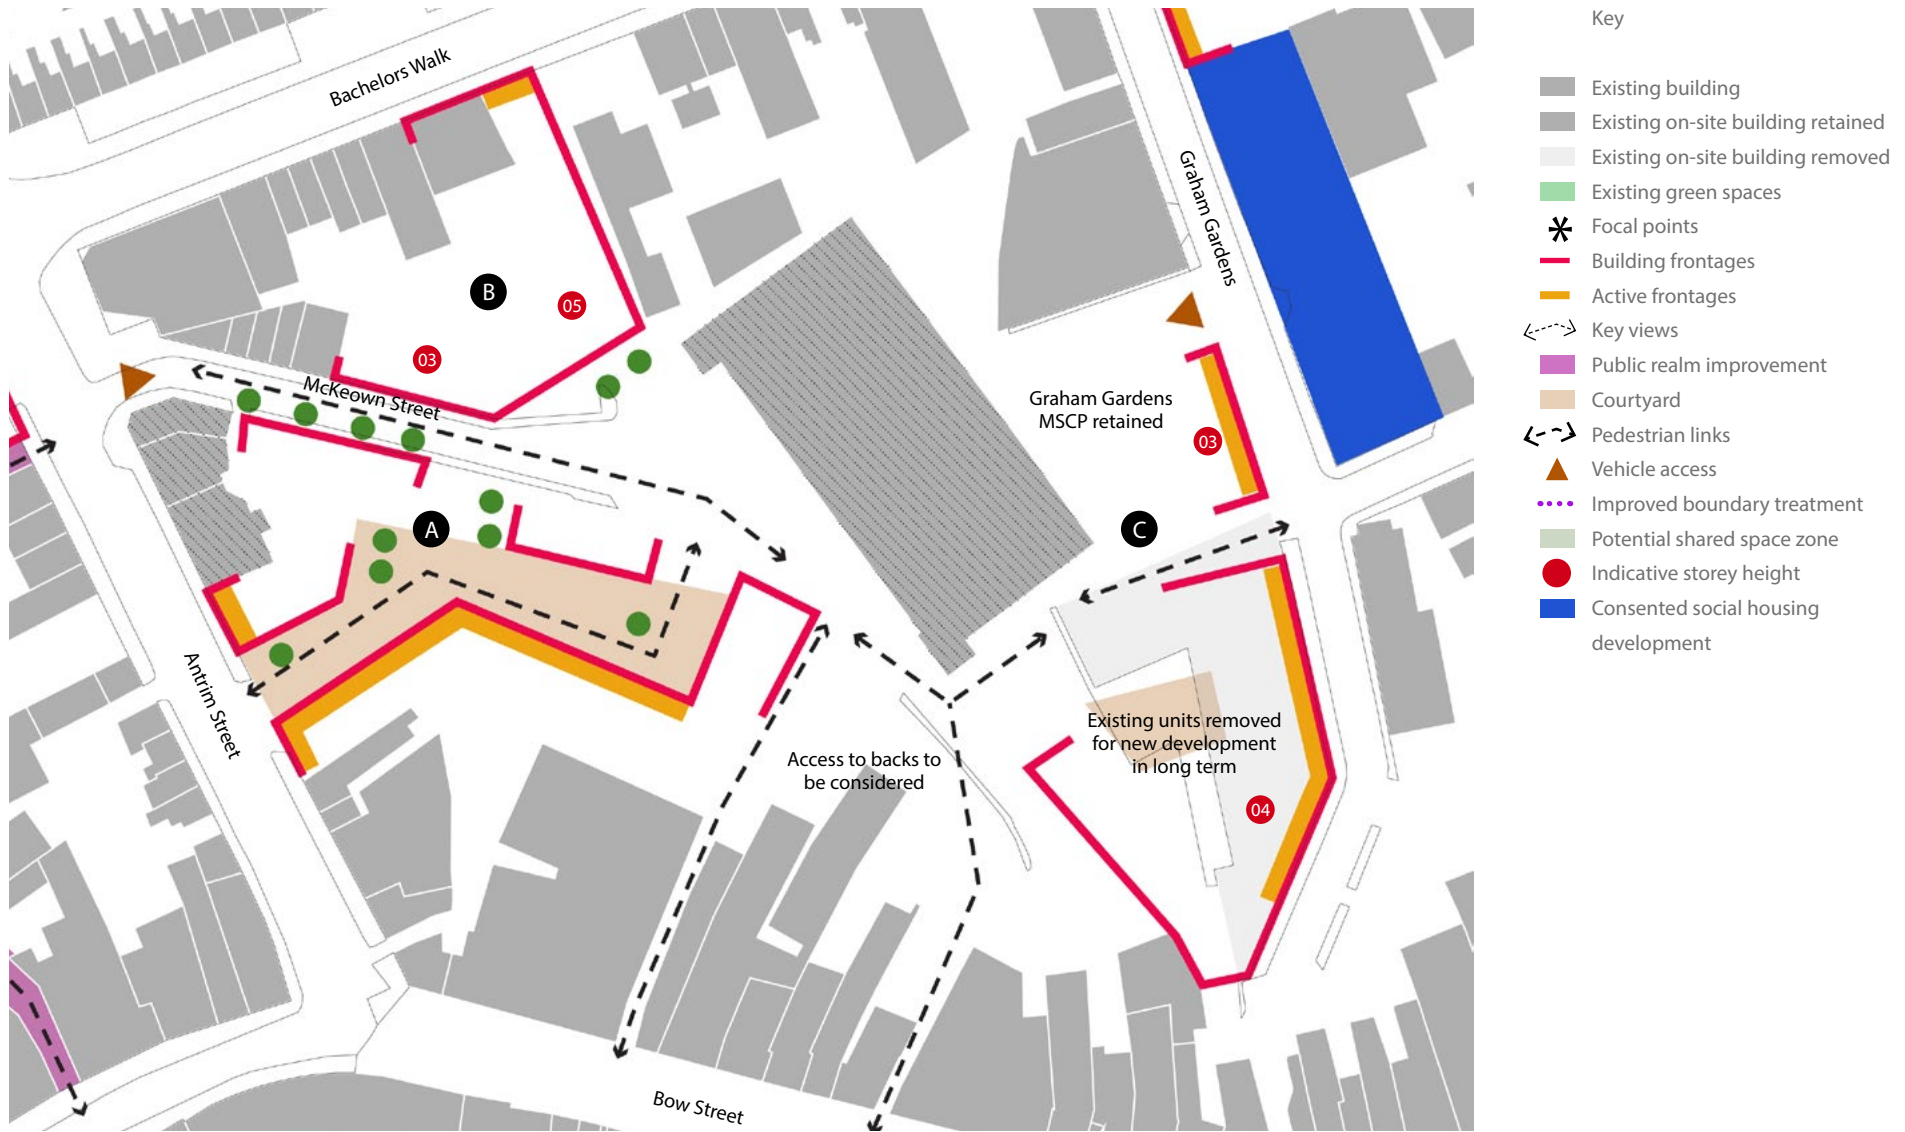 Bachelors Walk
B
05
03
McKeown Street
A
Antrim Street
Graham Gardens
Graham Gardens
MSCP retained
03
C
Existing units removed
for new development
in long term
04
Access to backs to
be considered
Bow Street
Key
Existing building
Existing on-site building retained
Existing on-site building removed
Existing green spaces
Focal points
Building frontages
Active frontages
Key views
Public realm improvement
Courtyard
Pedestrian links
Vehicle access
Improved boundary treatment
Potential shared space zone
Indicative storey height
Consented social housing
development